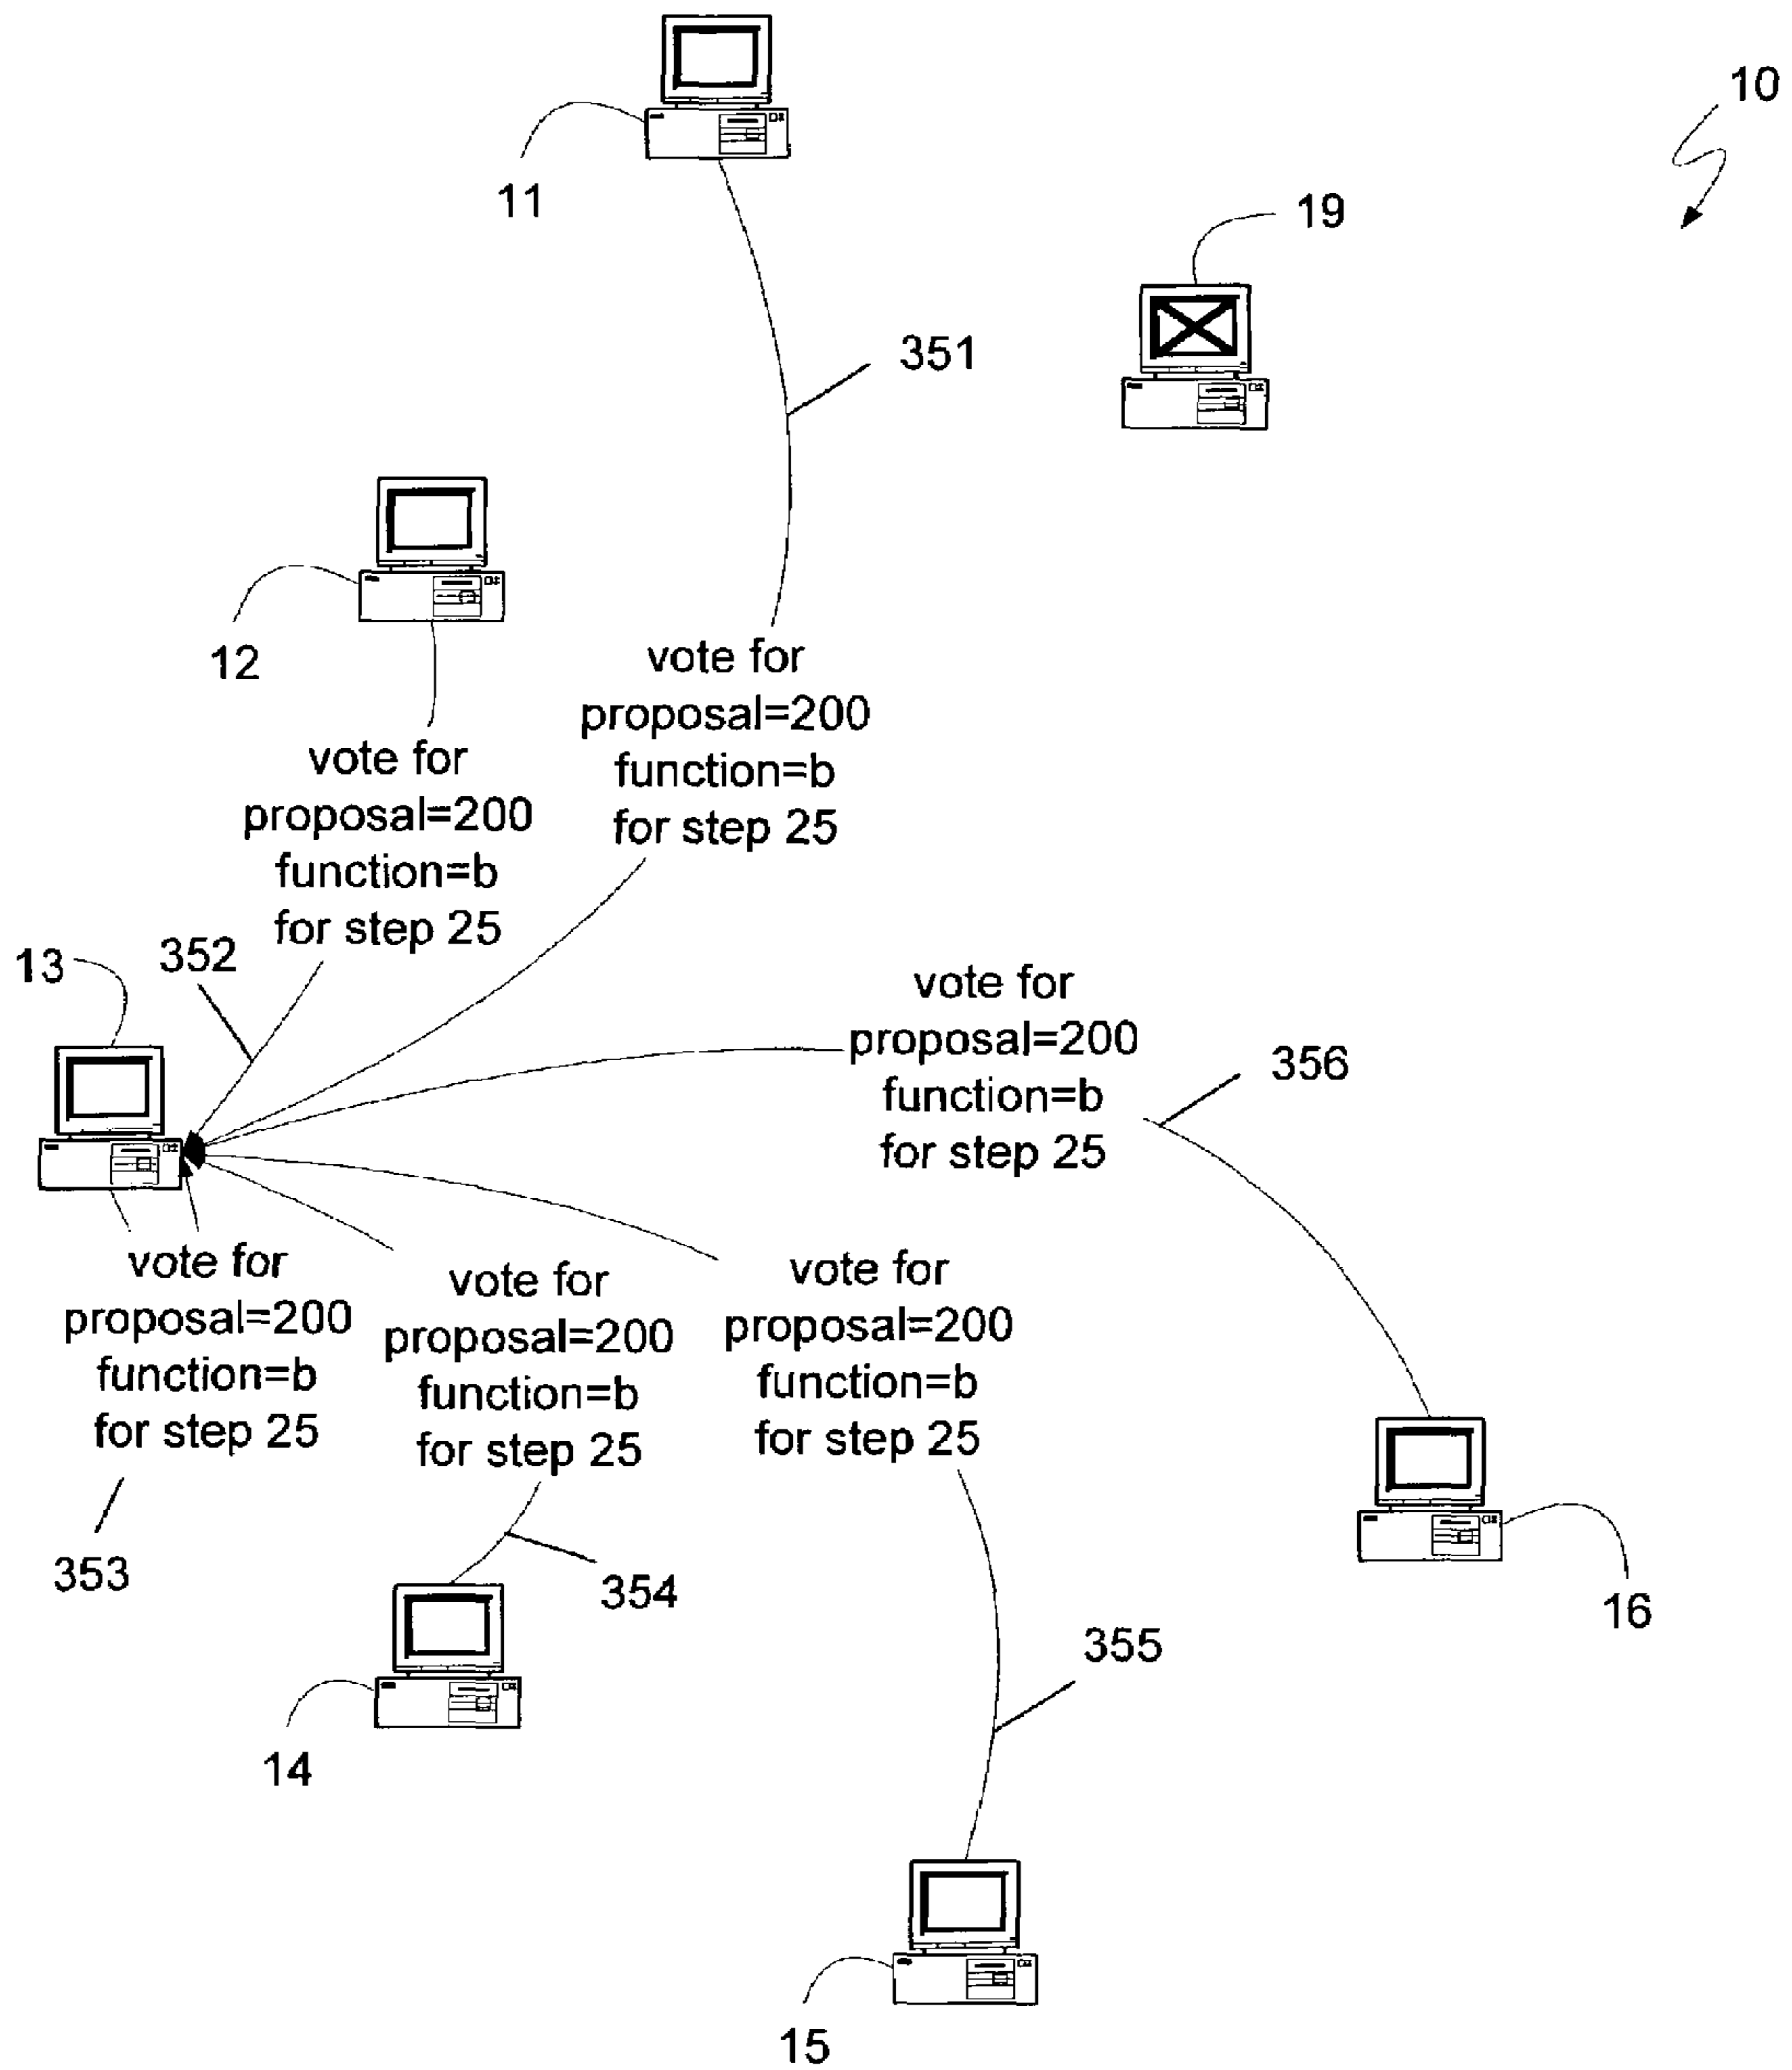 10
11
19
351
12
vote for
proposal=200
function=b
for step 25
vote for
proposal=200
function=b
for step 25
13
352
vote for
proposal=200
function=b
for step 25
356
vote for
proposal=200
function=b
for step 25
353
vote for
proposal=200
function=b
for step 25
354
vote for
proposal=200
function=b
for step 25
355
16
14
15